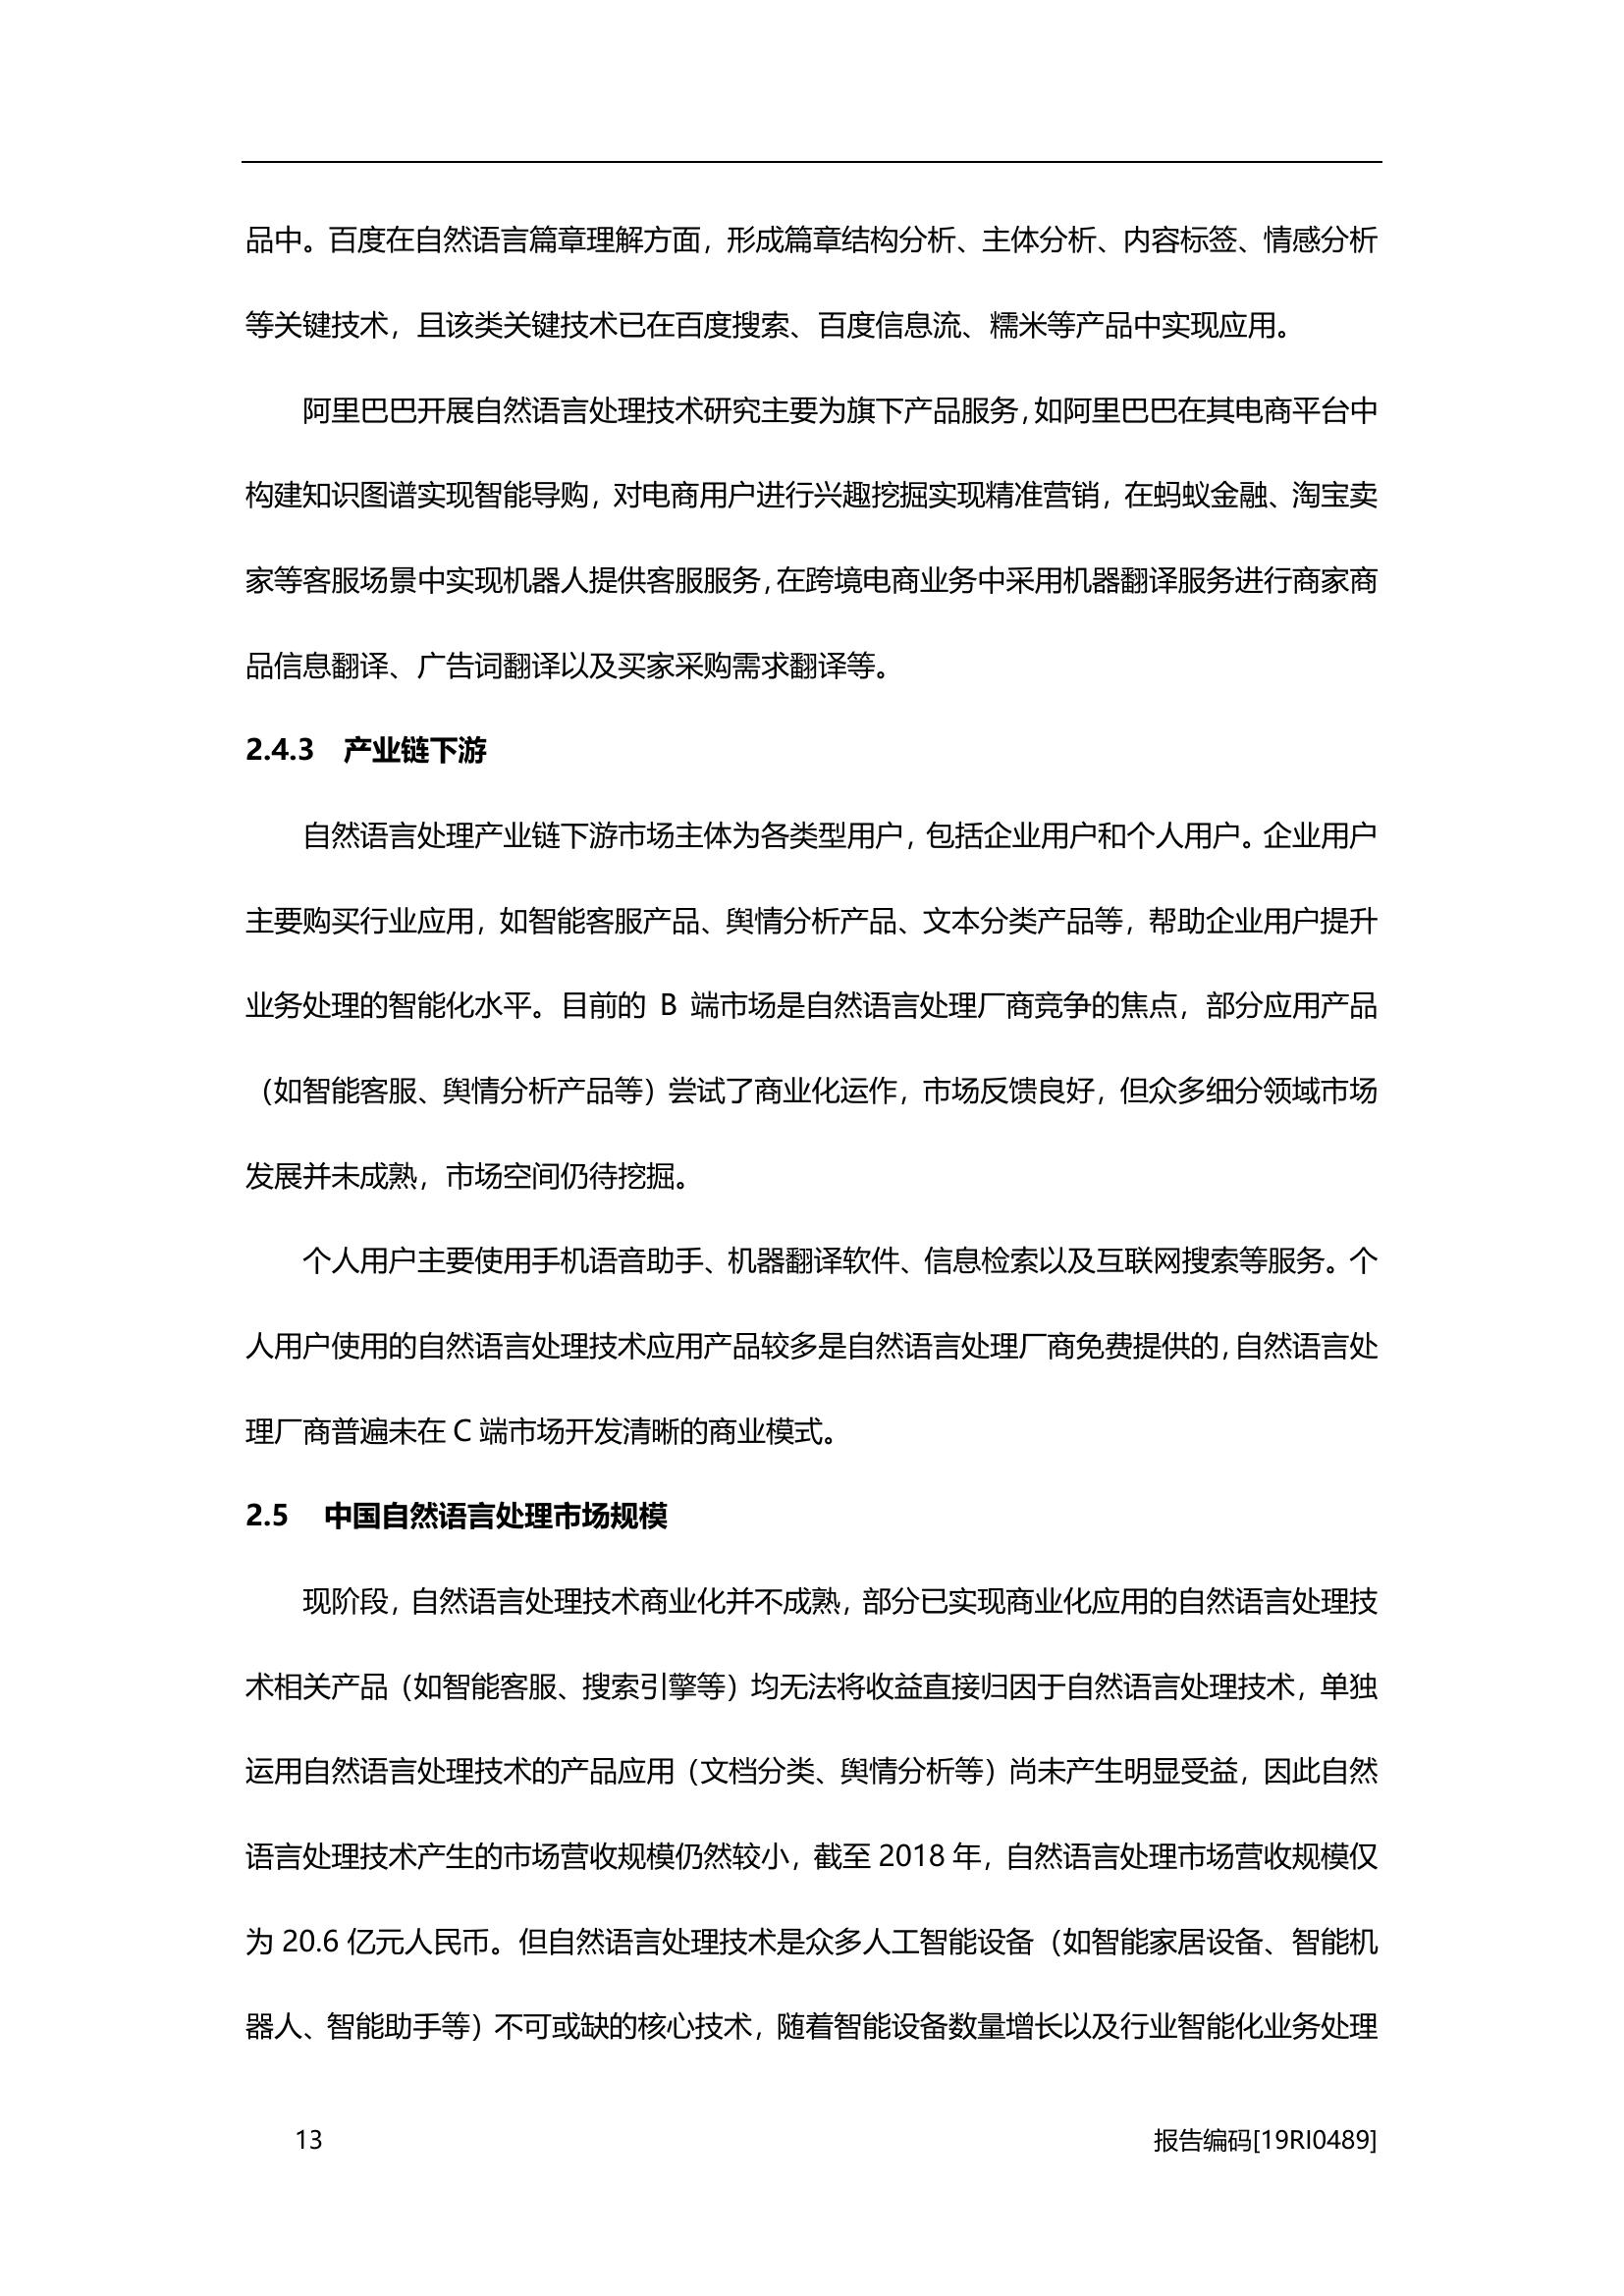 品中。百度在自然语言篇章理解方面，形成篇章结构分析、主体分析、内容标签、情感分析
等关键技术，且该类关键技术已在百度搜索、百度信息流、糯米等产品中实现应用。
阿里巴巴开展自然语言处理技术研究主要为旗下产品服务，如阿里巴巴在其电商平台中
构建知识图谱实现智能导购，对电商用户进行兴趣挖掘实现精准营销，在蚂蚁金融、淘宝卖
家等客服场景中实现机器人提供客服服务，在跨境电商业务中采用机器翻译服务进行商家商
品信息翻译、广告词翻译以及买家采购需求翻译等。
2.4.3 产业链下游
自然语言处理产业链下游市场主体为各类型用户，包括企业用户和个人用户。企业用户
主要购买行业应用，如智能客服产品、舆情分析产品、文本分类产品等，帮助企业用户提升
业务处理的智能化水平。目前的 B 端市场是自然语言处理厂商竞争的焦点，部分应用产品
（如智能客服、舆情分析产品等）尝试了商业化运作，市场反馈良好，但众多细分领域市场
发展并未成熟，市场空间仍待挖掘。
个人用户主要使用手机语音助手、机器翻译软件、信息检索以及互联网搜索等服务。个
人用户使用的自然语言处理技术应用产品较多是自然语言处理厂商免费提供的，自然语言处
理厂商普遍未在 C 端市场开发清晰的商业模式。
2.5 中国自然语言处理市场规模
现阶段，自然语言处理技术商业化并不成熟，部分已实现商业化应用的自然语言处理技
术相关产品（如智能客服、搜索引擎等）均无法将收益直接归因于自然语言处理技术，单独
运用自然语言处理技术的产品应用（文档分类、舆情分析等）尚未产生明显受益，因此自然
语言处理技术产生的市场营收规模仍然较小，截至 2018 年，自然语言处理市场营收规模仅
为 20.6 亿元人民币。但自然语言处理技术是众多人工智能设备（如智能家居设备、智能机
器人、智能助手等）不可或缺的核心技术，随着智能设备数量增长以及行业智能化业务处理
13 报告编码[19RI0489]